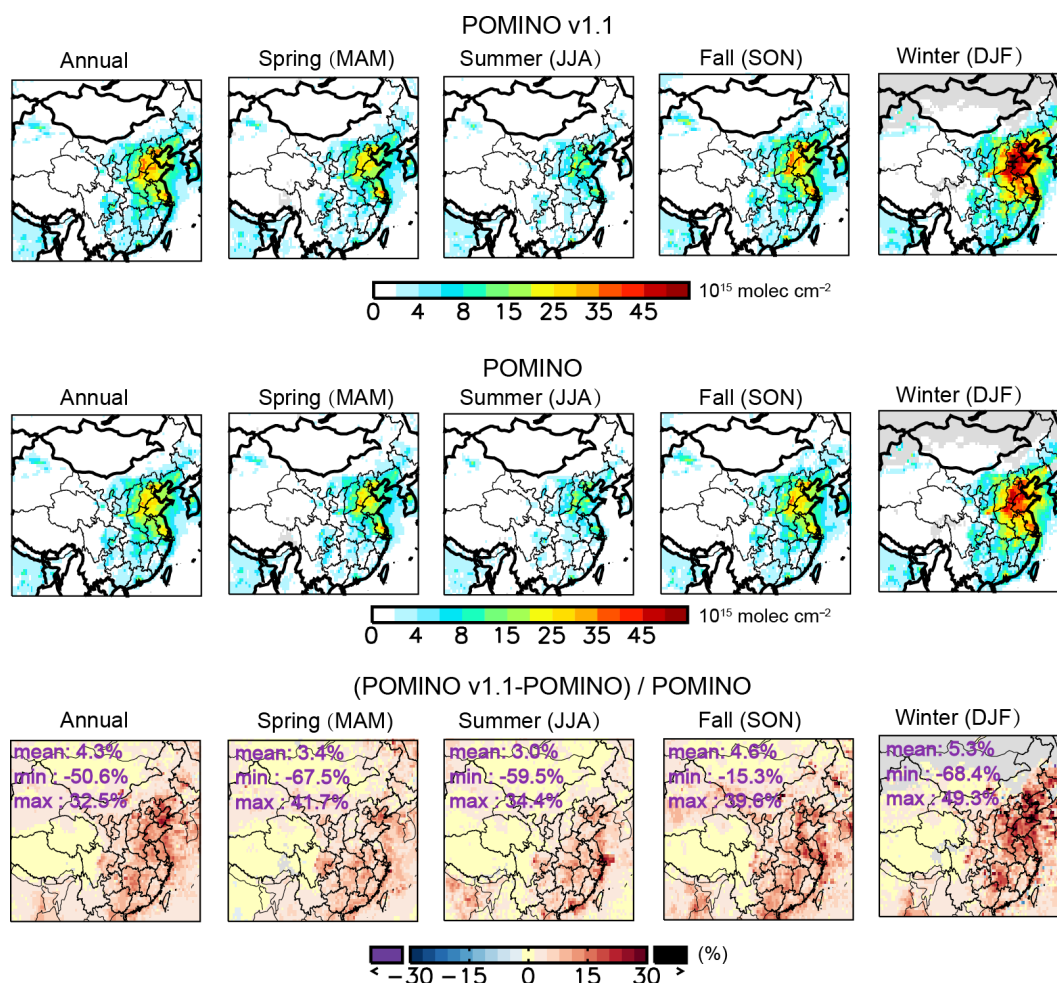 POMINO v1.1
Annual Spring (MAM) Summer (JJA) Fall (SON) Winter (DJF)
0 4 8 15 25 35 45 10¹⁵ molec cm⁻²
POMINO
Annual Spring (MAM) Summer (JJA) Fall (SON) Winter (DJF)
0 4 8 15 25 35 45 10¹⁵ molec cm⁻²
(POMINO v1.1-POMINO) / POMINO
Annual Spring (MAM) Summer (JJA) Fall (SON) Winter (DJF)
mean: 4.3% mean: 3.4% mean: 3.0% mean: 4.6% mean: 5.3%
min : -50.6% min : -67.5% min : -59.5% min : -15.3% min : -68.4%
max : 32.5% max : 41.7% max : 34.4% max : 39.6% max : 49.3%
< -30 -15 0 15 30 > (%)